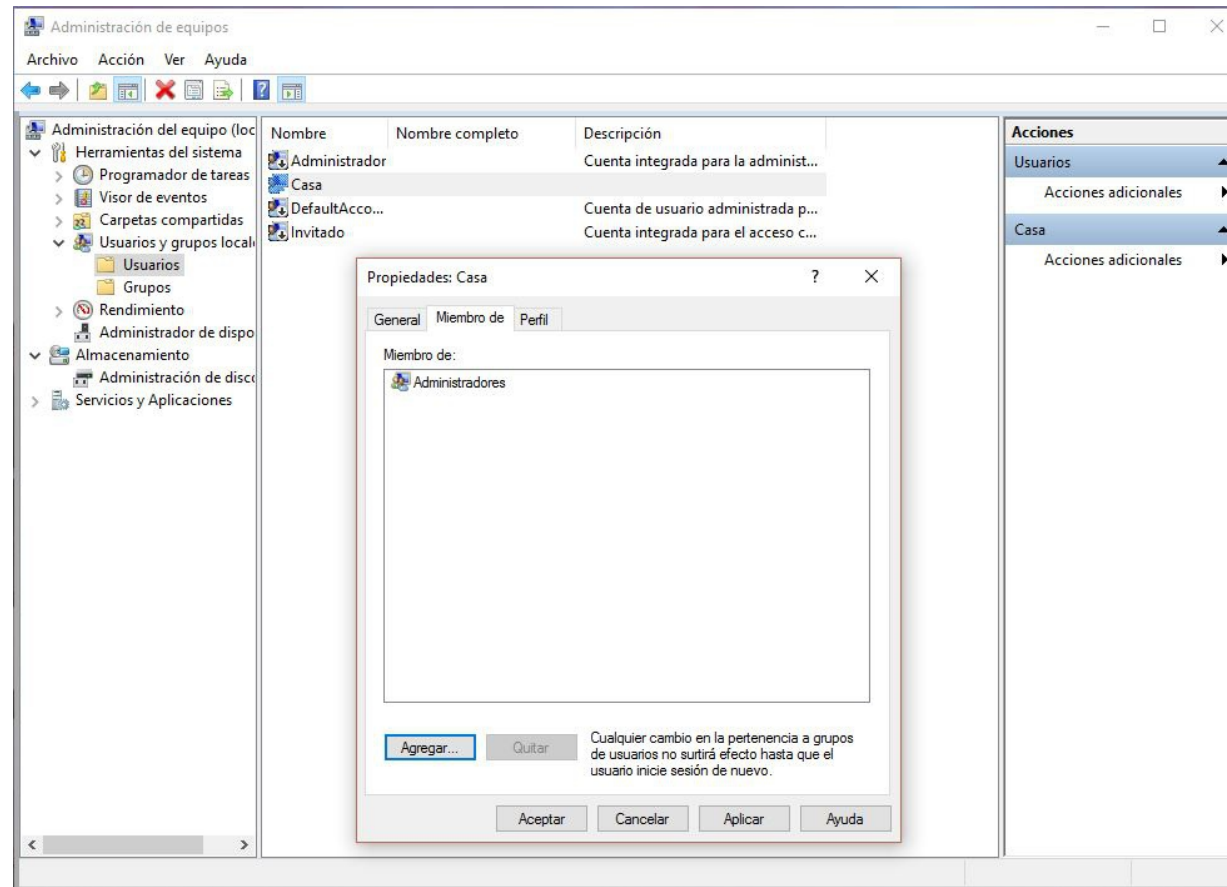 Administración de equipos
Archivo Acción Ver Ayuda
Administración del equipo (loc
Herramientas del sistema
Programador de tareas
Visor de eventos
Carpetas compartidas
Usuarios y grupos locale
Usuarios
Grupos
Rendimiento
Administrador de dispo
Almacenamiento
Administración de disco
Servicios y Aplicaciones
Nombre Nombre completo Descripción
Administrador Cuenta integrada para la administ...
Casa
DefaultAcco... Cuenta de usuario administrada p...
Invitado Cuenta integrada para el acceso c...
Propiedades: Casa ?
General Miembro de Perfil
Miembro de:
Administradores
Agregar... Quitar
Cualquier cambio en la pertenencia a grupos
de usuarios no surtirá efecto hasta que el
usuario inicie sesión de nuevo.
Aceptar Cancelar Aplicar Ayuda
Acciones
Usuarios
Acciones adicionales
Casa
Acciones adicionales